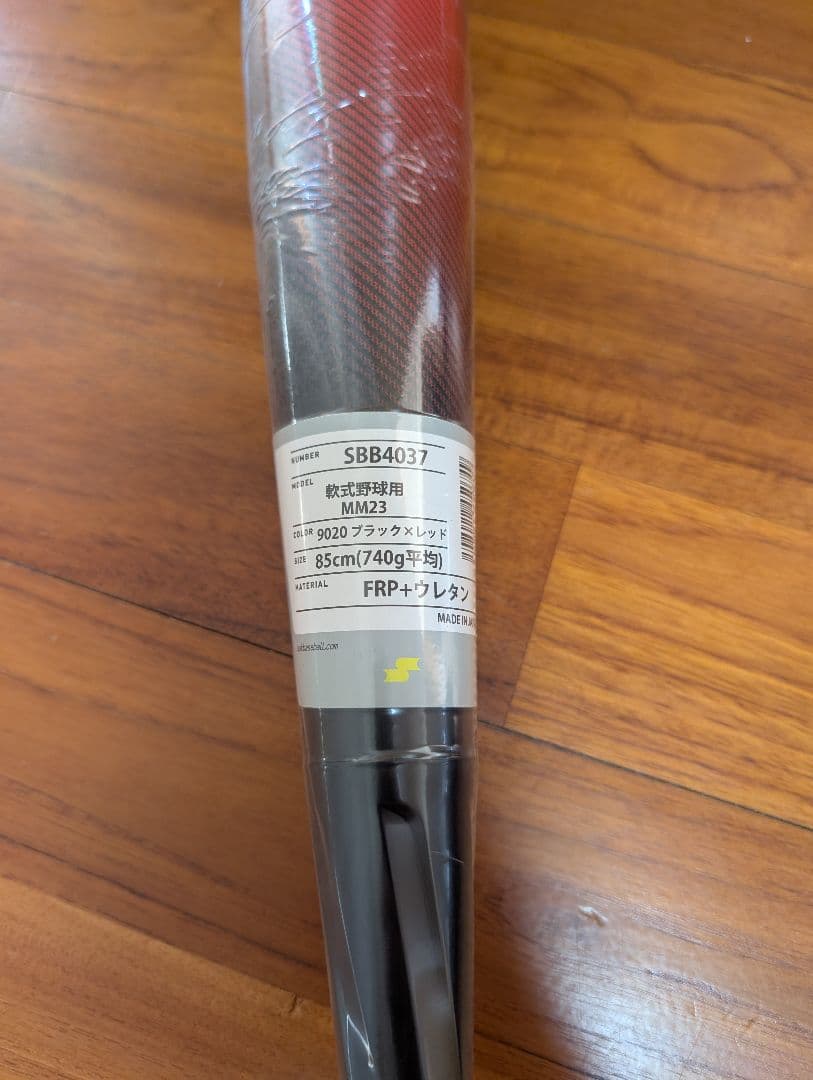 NUMBER SBB4037
MODEL
軟式野球用
MM23
COLOR 9020 ブラック×レッド
SIZE 85cm(740g平均)
MATERIAL FRP+ウレタン
MADE IN